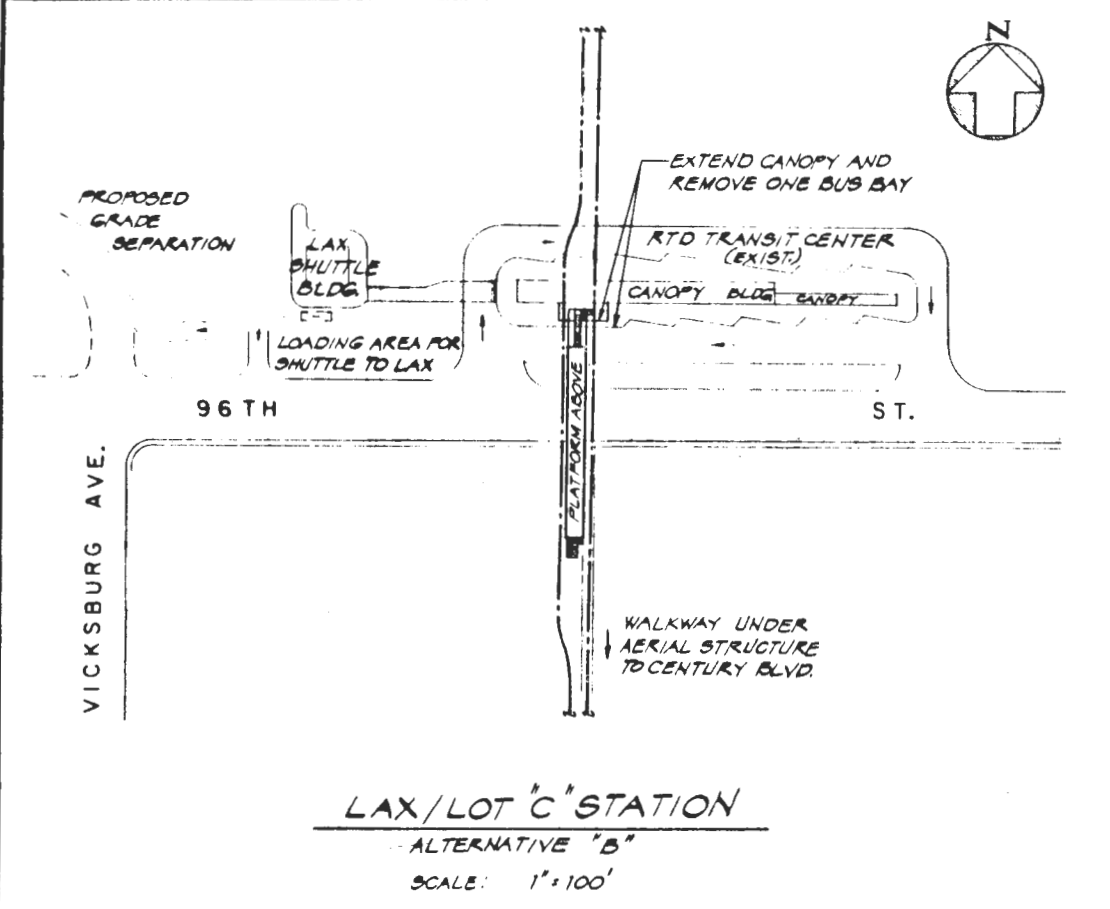 N
EXTEND CANOPY AND
REMOVE ONE BUS BAY
PROPOSED
GRADE
SEPARATION
LAX
SHUTTLE
BLDG.
RTD TRANSIT CENTER
(EXIST.)
CANOPY BLDG CANOPY
LOADING AREA FOR
SHUTTLE TO LAX
PLATFORM ABOVE
96TH ST.
VICKSBURG AVE.
WALKWAY UNDER
AERIAL STRUCTURE
TO CENTURY BLVD.
LAX/LOT "C" STATION
ALTERNATIVE "B"
SCALE: 1"=100'